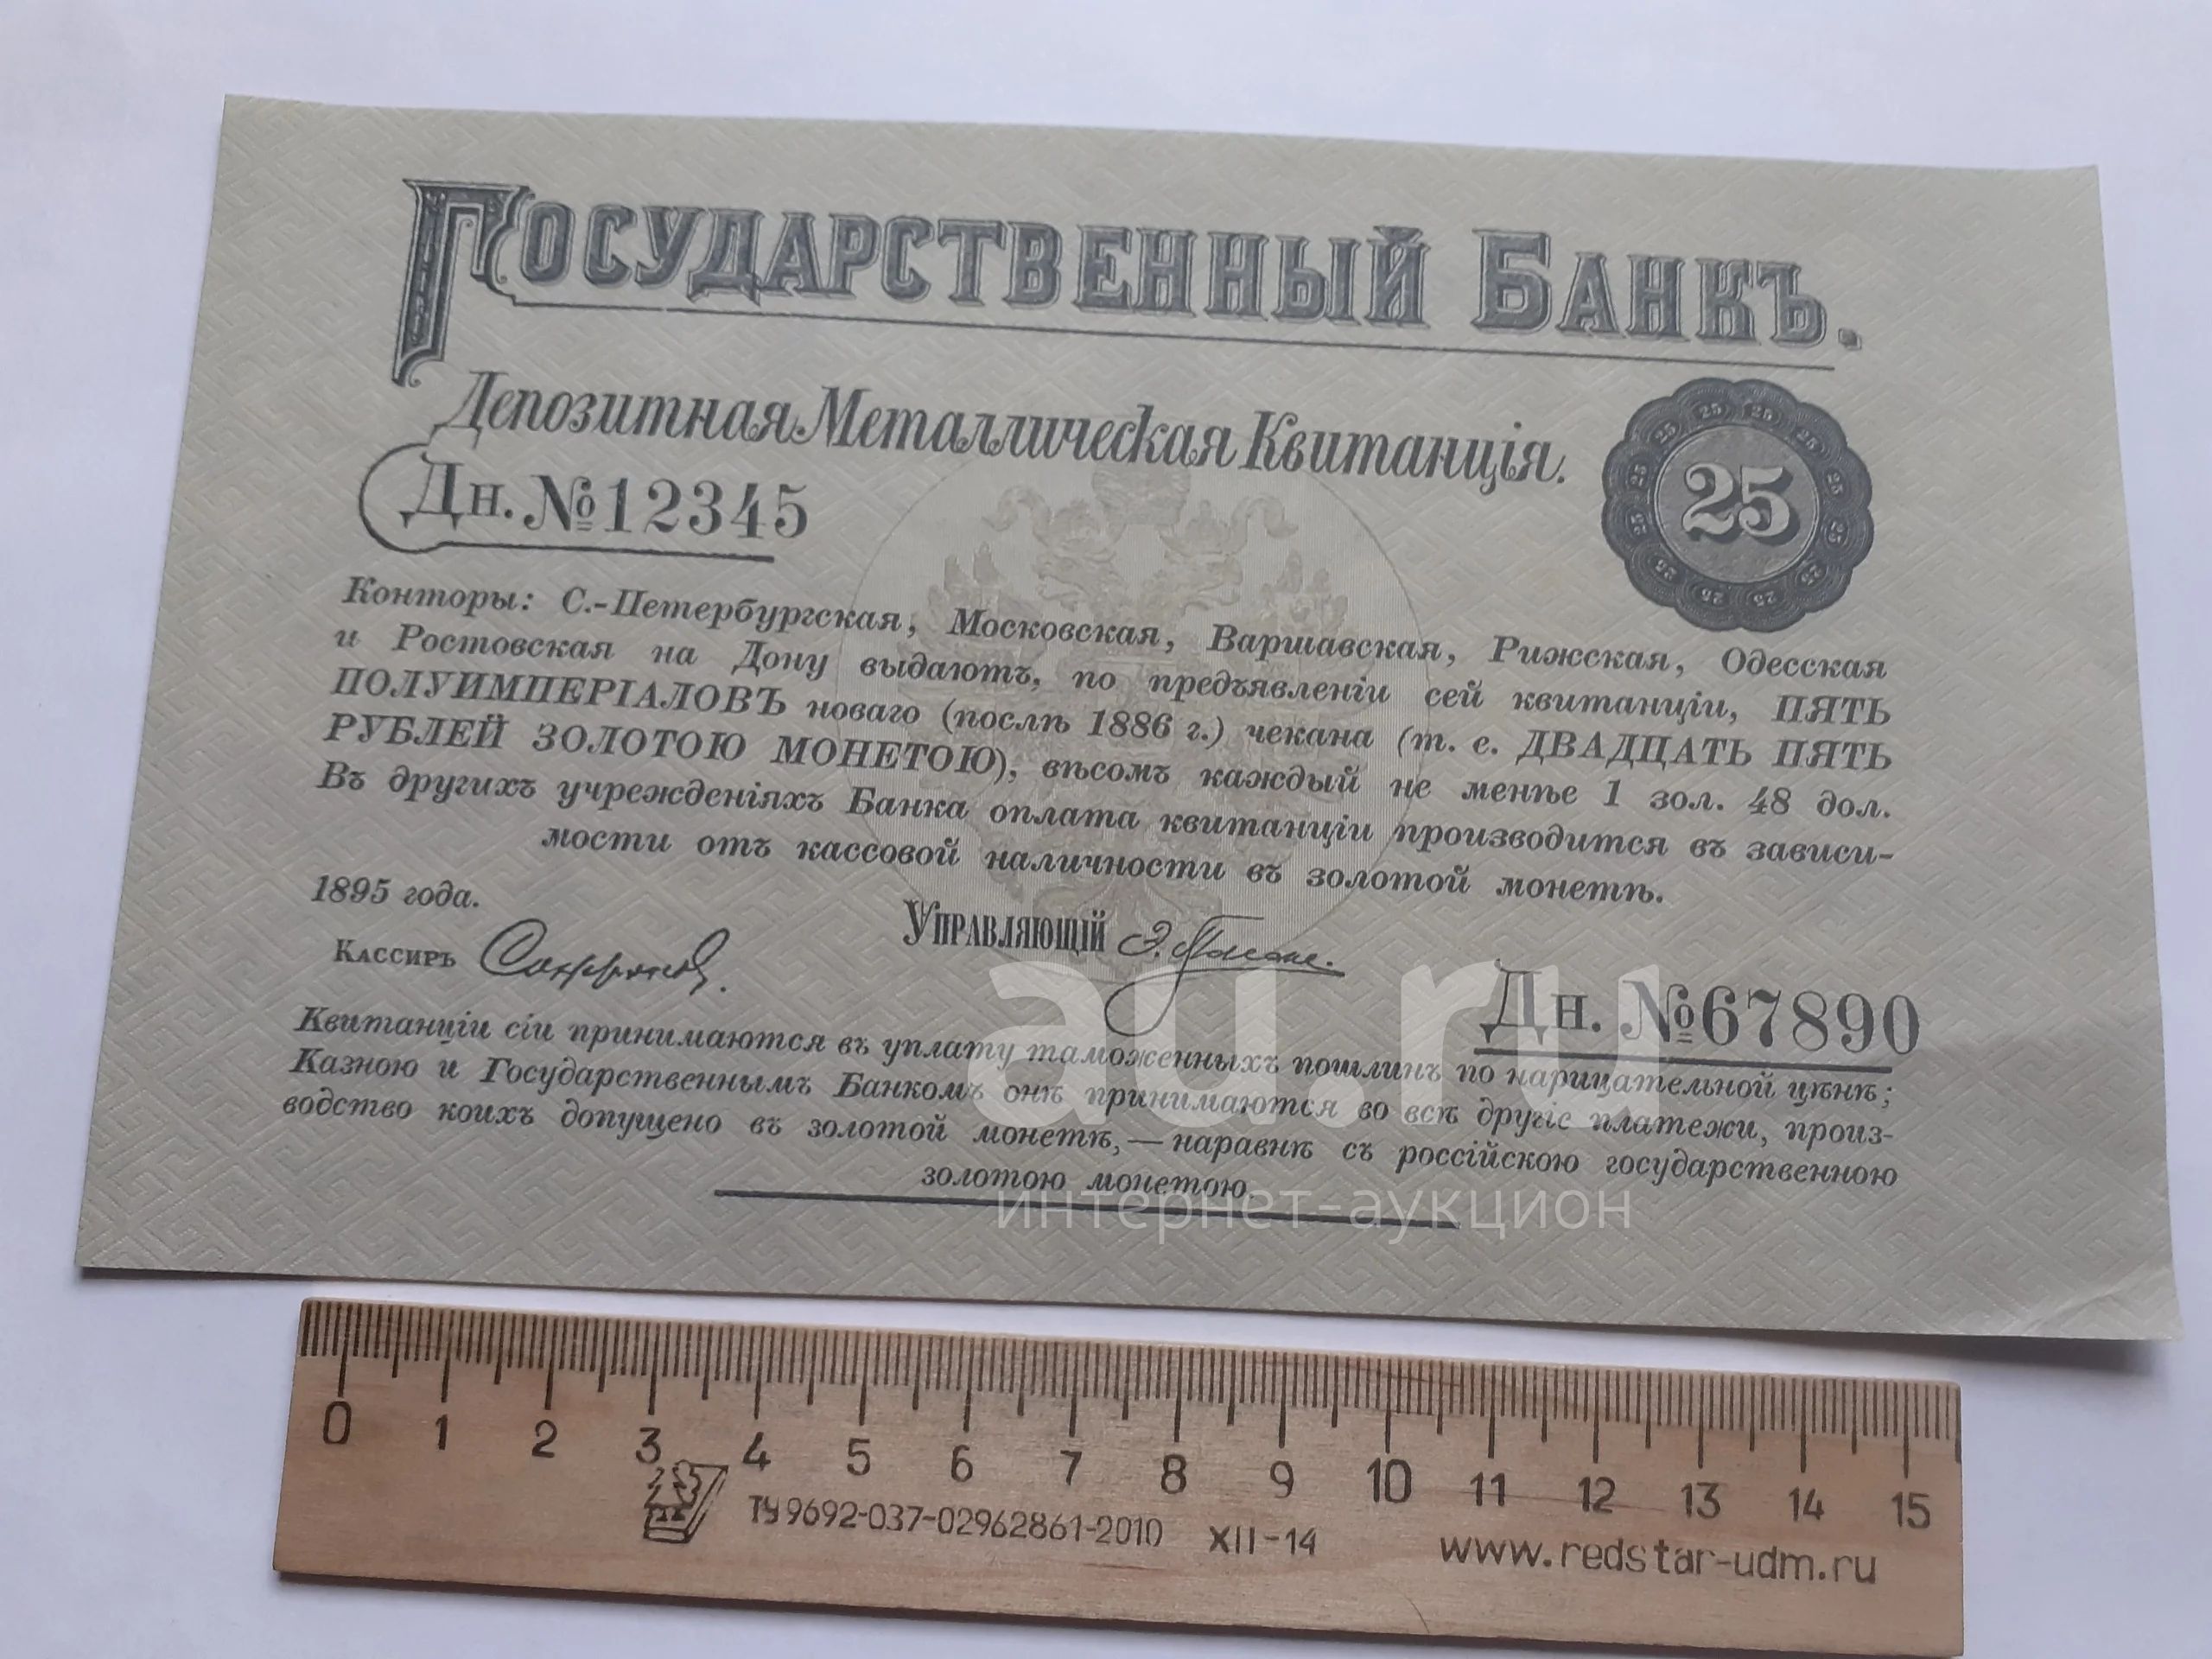 Государственный Банкъ.
Депозитная Металлическая Квитанція.
Дн. №12345
25
Конторы: С.-Петербургская, Московская, Варшавская, Рижская, Одесская
и Ростовская на Дону выдаютъ, по предъявленіи сей квитанціи, ПЯТЬ
ПОЛУИМПЕРІАЛОВЪ новаго (послѣ 1886 г.) чекана (т. е. ДВАДЦАТЬ ПЯТЬ
РУБЛЕЙ ЗОЛОТОЮ МОНЕТОЮ), вѣсомъ каждый не менѣе 1 зол. 48 дол.
Въ другихъ учрежденіяхъ Банка оплата квитанціи производится въ зависи-
мости отъ кассовой наличности въ золотой монетѣ.
1895 года.
Управляющій
Кассиръ
Дн. №67890
Квитанціи сіи принимаются въ уплату таможенныхъ пошлинъ по нарицательной цѣнѣ;
Казною и Государственнымъ Банкомъ онѣ принимаются во всѣ другіе платежи, произ-
водство коихъ допущено въ золотой монетѣ,—наравнѣ съ россійскою государственною
золотою монетою
au.ru
интернет-аукцион
0 1 2 3 4 5 6 7 8 9 10 11 12 13 14 15
ТУ9692-037-02962861-2010 XII-14
www.redstar-udm.ru